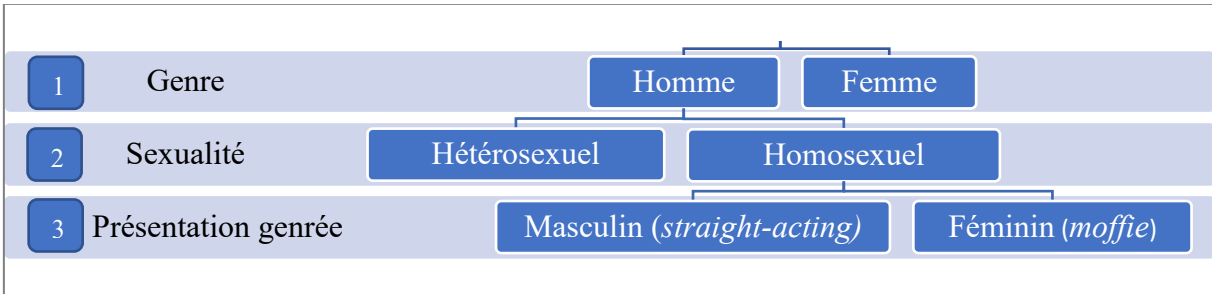 1 Genre Homme Femme
2 Sexualité Hétérosexuel Homosexuel
3 Présentation genrée Masculin (straight-acting) Féminin (moffie)